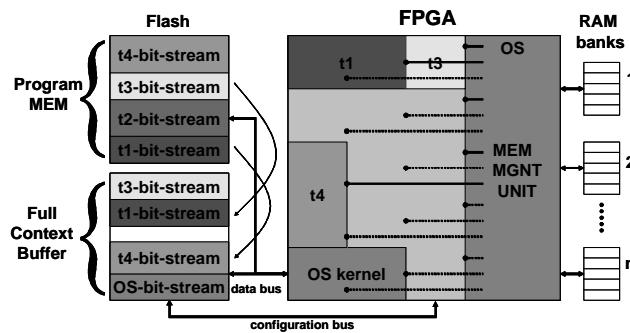 Flash
FPGA
RAM
banks
Program
MEM
t4-bit-stream
t3-bit-stream
t2-bit-stream
t1-bit-stream
Full
Context
Buffer
t3-bit-stream
t1-bit-stream
t4-bit-stream
OS-bit-stream
t1
t3
OS
MEM
MGNT
UNIT
t4
OS kernel
2
data bus
configuration bus